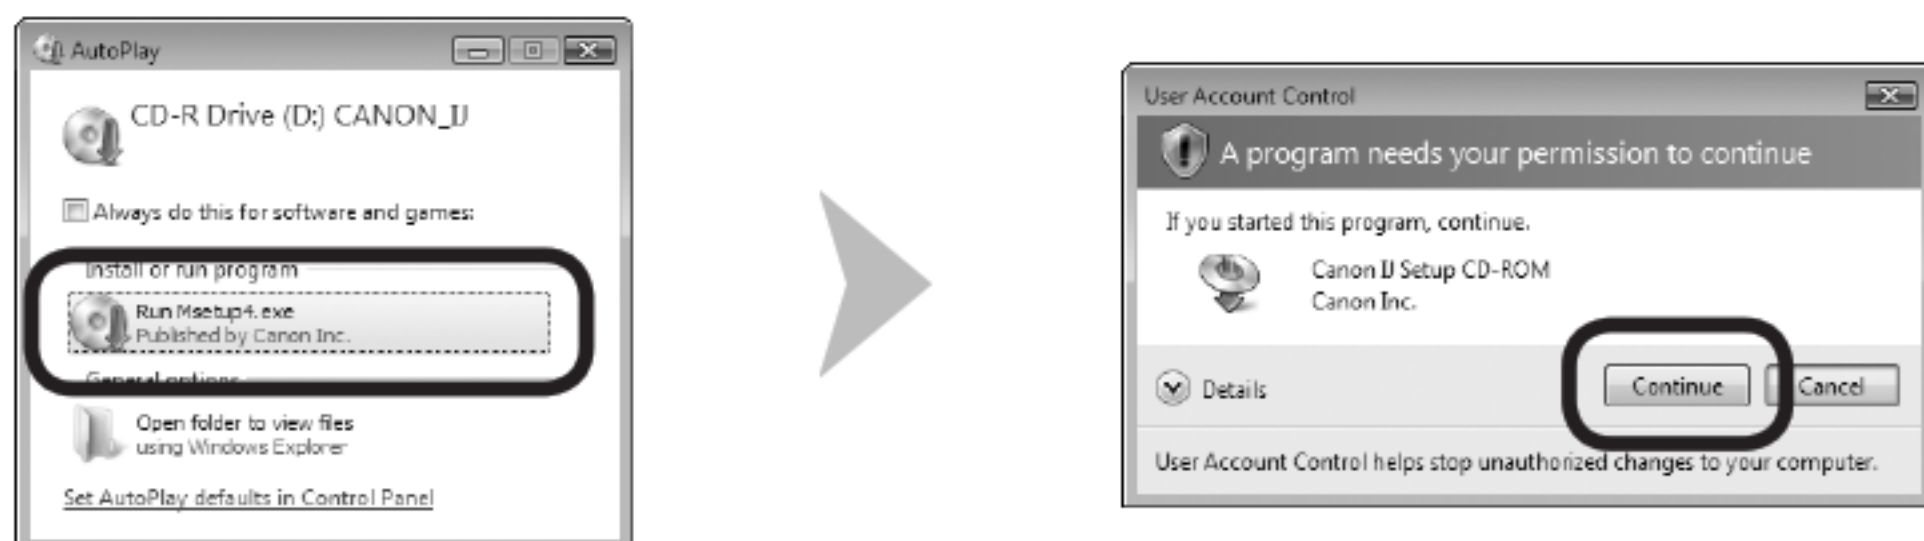 AutoPlay
CD-R Drive (D:) CANON_IJ
Always do this for software and games:
Install or run program
Run Msetup4.exe
Published by Canon Inc.
General options
Open folder to view files
using Windows Explorer
Set AutoPlay defaults in Control Panel
User Account Control
A program needs your permission to continue
If you started this program, continue.
Canon IJ Setup CD-ROM
Canon Inc.
Details
Continue
Cancel
User Account Control helps stop unauthorized changes to your computer.